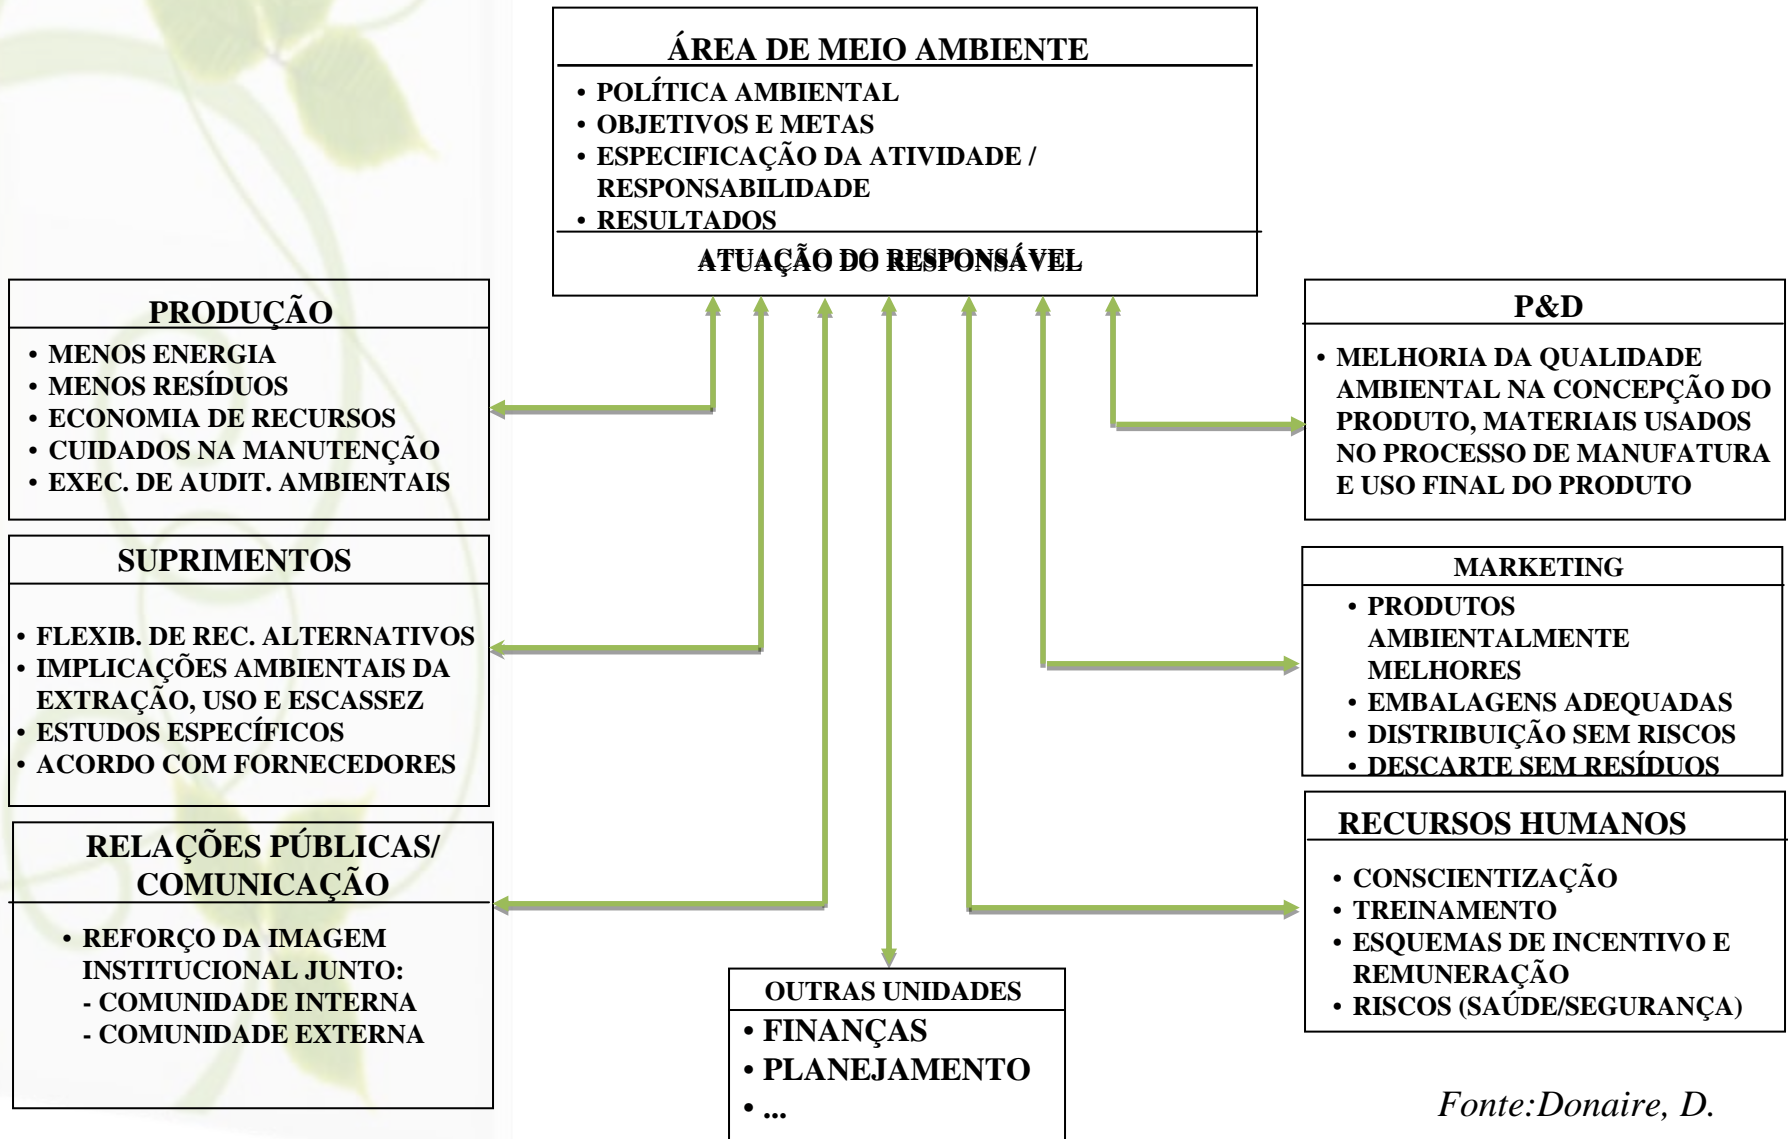 ÁREA DE MEIO AMBIENTE
• POLÍTICA AMBIENTAL
• OBJETIVOS E METAS
• ESPECIFICAÇÃO DA ATIVIDADE /
RESPONSABILIDADE
• RESULTADOS
ATUAÇÃO DO RESPONSÁVEL
PRODUÇÃO
• MENOS ENERGIA
• MENOS RESÍDUOS
• ECONOMIA DE RECURSOS
• CUIDADOS NA MANUTENÇÃO
• EXEC. DE AUDIT. AMBIENTAIS
SUPRIMENTOS
• FLEXIB. DE REC. ALTERNATIVOS
• IMPLICAÇÕES AMBIENTAIS DA
EXTRAÇÃO, USO E ESCASSEZ
• ESTUDOS ESPECÍFICOS
• ACORDO COM FORNECEDORES
RELAÇÕES PÚBLICAS/
COMUNICAÇÃO
• REFORÇO DA IMAGEM
INSTITUCIONAL JUNTO:
- COMUNIDADE INTERNA
- COMUNIDADE EXTERNA
OUTRAS UNIDADES
• FINANÇAS
• PLANEJAMENTO
• ...
P&D
• MELHORIA DA QUALIDADE
AMBIENTAL NA CONCEPÇÃO DO
PRODUTO, MATERIAIS USADOS
NO PROCESSO DE MANUFATURA
E USO FINAL DO PRODUTO
MARKETING
• PRODUTOS
AMBIENTALMENTE
MELHORES
• EMBALAGENS ADEQUADAS
• DISTRIBUIÇÃO SEM RISCOS
• DESCARTE SEM RESÍDUOS
RECURSOS HUMANOS
• CONSCIENTIZAÇÃO
• TREINAMENTO
• ESQUEMAS DE INCENTIVO E
REMUNERAÇÃO
• RISCOS (SAÚDE/SEGURANÇA)
Fonte:Donaire, D.